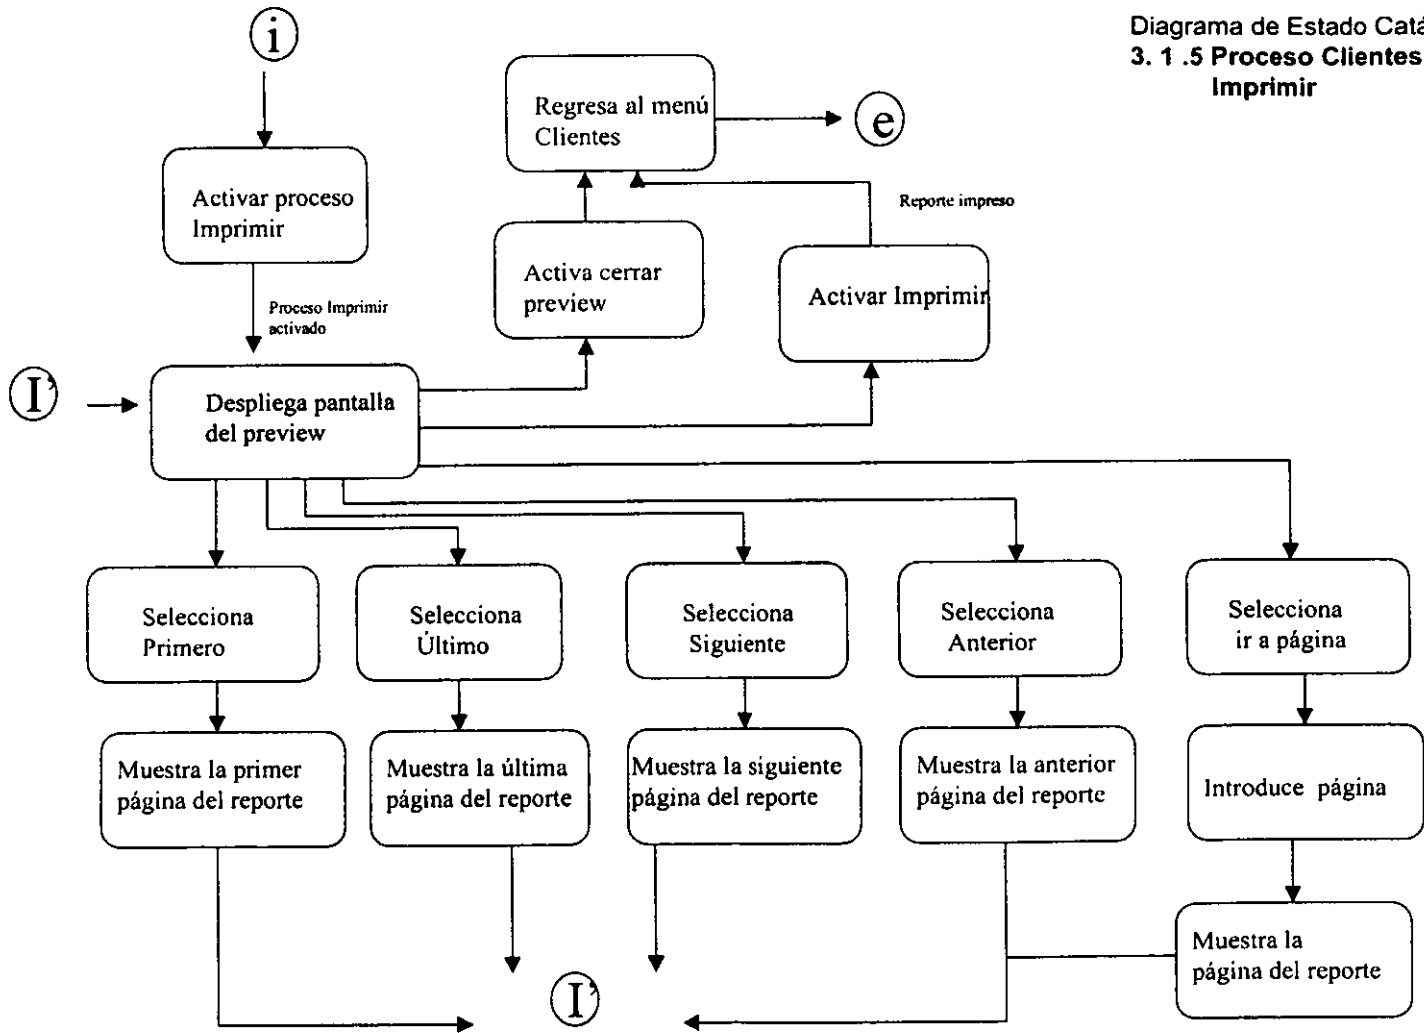 Diagrama de Estado Catá
3. 1 .5 Proceso Clientes
Imprimir
i
Regresa al menú
Clientes
e
Activar proceso
Imprimir
Reporte impreso
Activa cerrar
preview
Activar Imprimir
Proceso Imprimir
activado
I'
Despliega pantalla
del preview
Selecciona
Primero
Selecciona
Último
Selecciona
Siguiente
Selecciona
Anterior
Selecciona
ir a página
Muestra la primer
página del reporte
Muestra la última
página del reporte
Muestra la siguiente
página del reporte
Muestra la anterior
página del reporte
Introduce página
Muestra la
página del reporte
I'